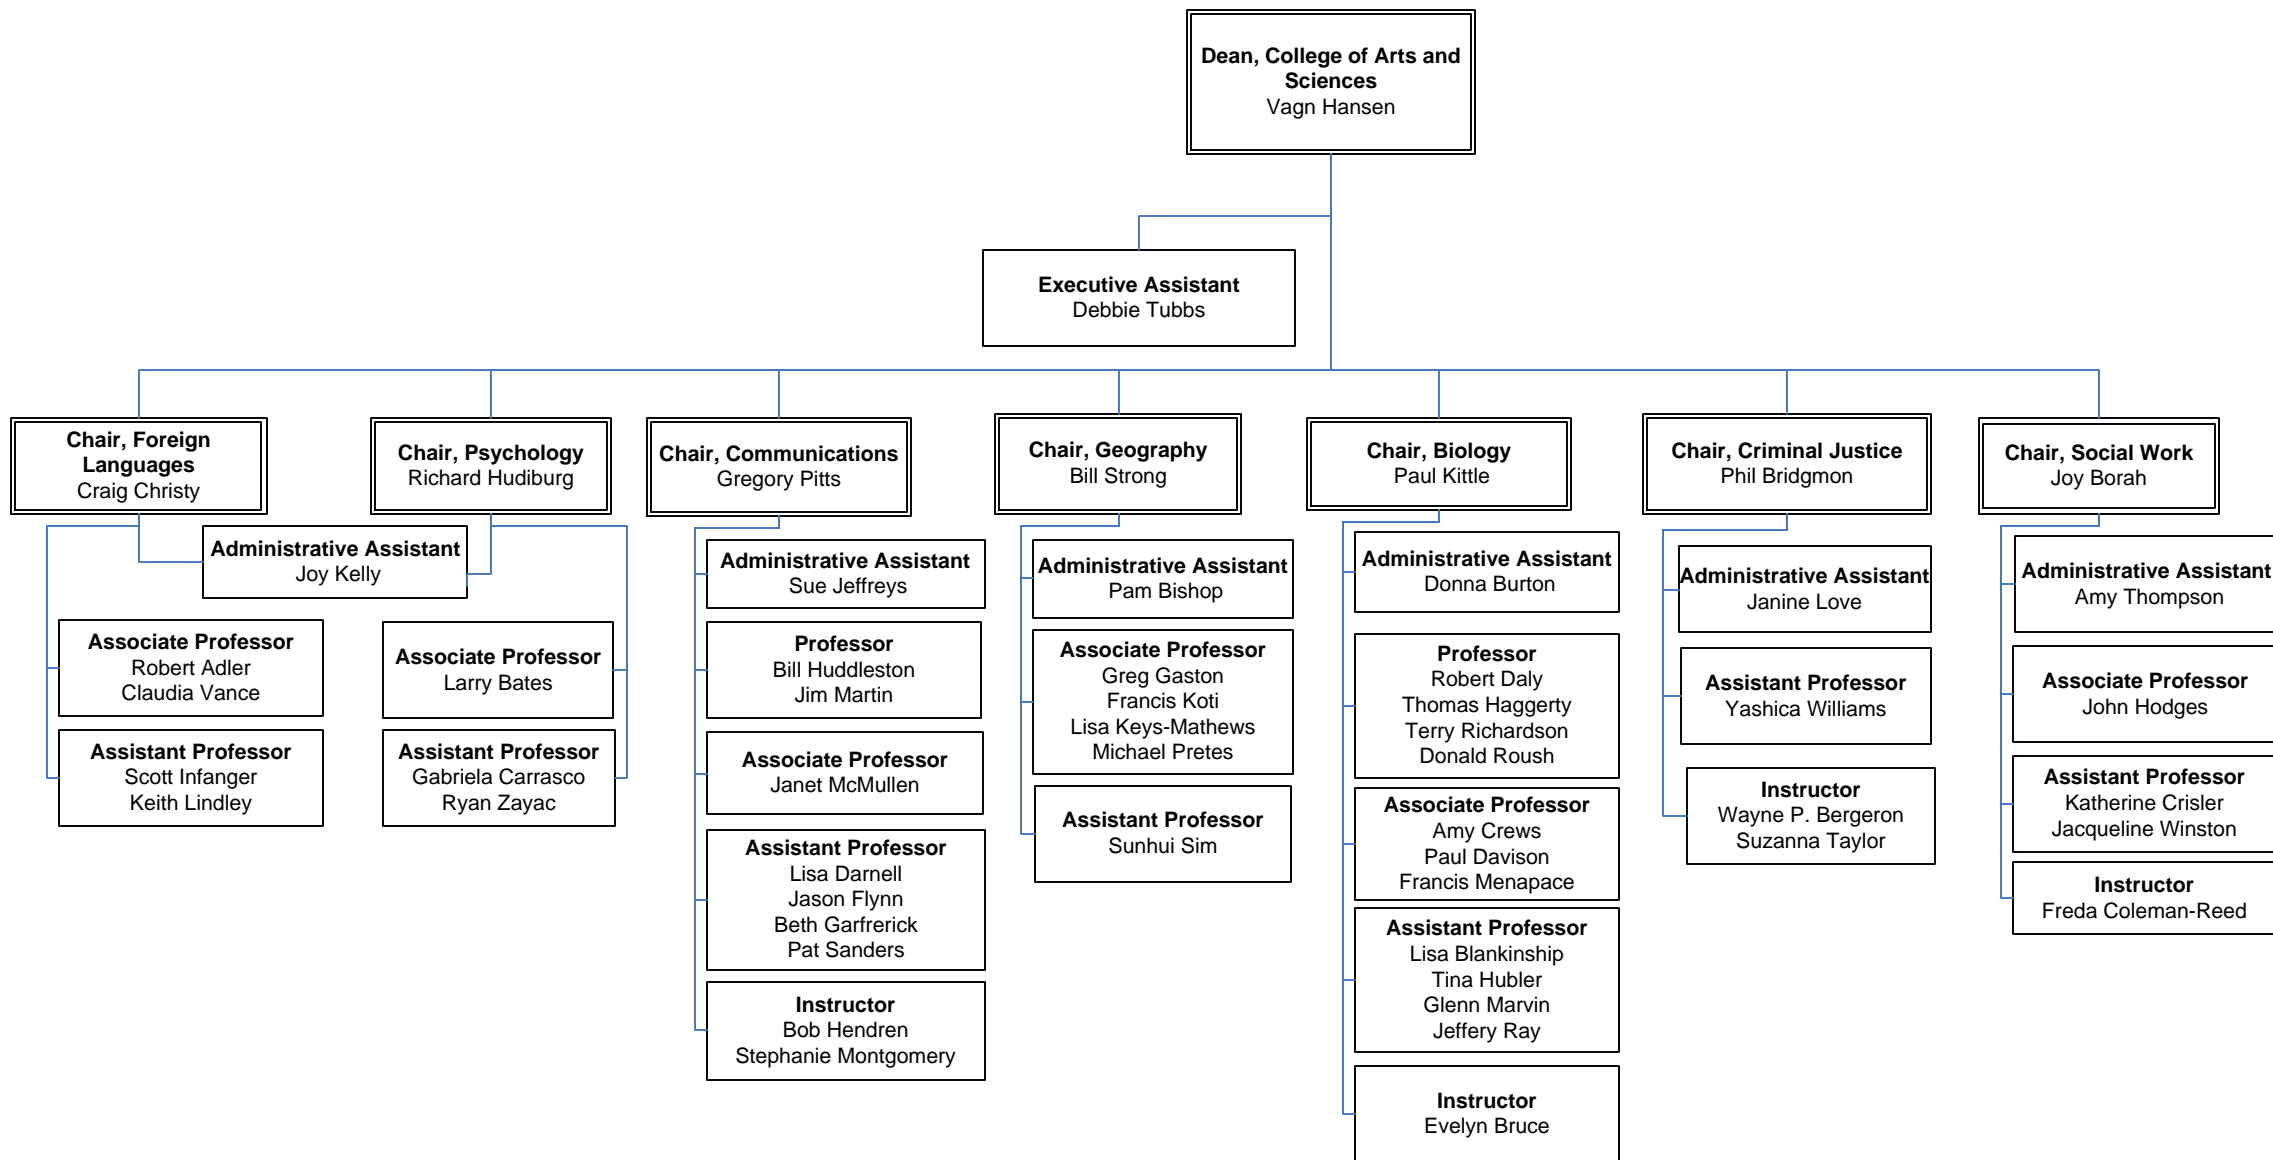 Dean, College of Arts and
Sciences
Vagn Hansen
Executive Assistant
Debbie Tubbs
Chair, Foreign
Languages
Craig Christy
Chair, Psychology
Richard Hudiburg
Chair, Communications
Gregory Pitts
Chair, Geography
Bill Strong
Chair, Biology
Paul Kittle
Chair, Criminal Justice
Phil Bridgmon
Chair, Social Work
Joy Borah
Administrative Assistant
Joy Kelly
Associate Professor
Robert Adler
Claudia Vance
Assistant Professor
Scott Infanger
Keith Lindley
Associate Professor
Larry Bates
Assistant Professor
Gabriela Carrasco
Ryan Zayac
Administrative Assistant
Sue Jeffreys
Professor
Bill Huddleston
Jim Martin
Associate Professor
Janet McMullen
Assistant Professor
Lisa Darnell
Jason Flynn
Beth Garfrerick
Pat Sanders
Instructor
Bob Hendren
Stephanie Montgomery
Administrative Assistant
Pam Bishop
Associate Professor
Greg Gaston
Francis Koti
Lisa Keys-Mathews
Michael Pretes
Assistant Professor
Sunhui Sim
Administrative Assistant
Donna Burton
Professor
Robert Daly
Thomas Haggerty
Terry Richardson
Donald Roush
Associate Professor
Amy Crews
Paul Davison
Francis Menapace
Assistant Professor
Lisa Blankinship
Tina Hubler
Glenn Marvin
Jeffery Ray
Instructor
Evelyn Bruce
Administrative Assistant
Janine Love
Assistant Professor
Yashica Williams
Instructor
Wayne P. Bergeron
Suzanna Taylor
Administrative Assistant
Amy Thompson
Associate Professor
John Hodges
Assistant Professor
Katherine Crisler
Jacqueline Winston
Instructor
Freda Coleman-Reed